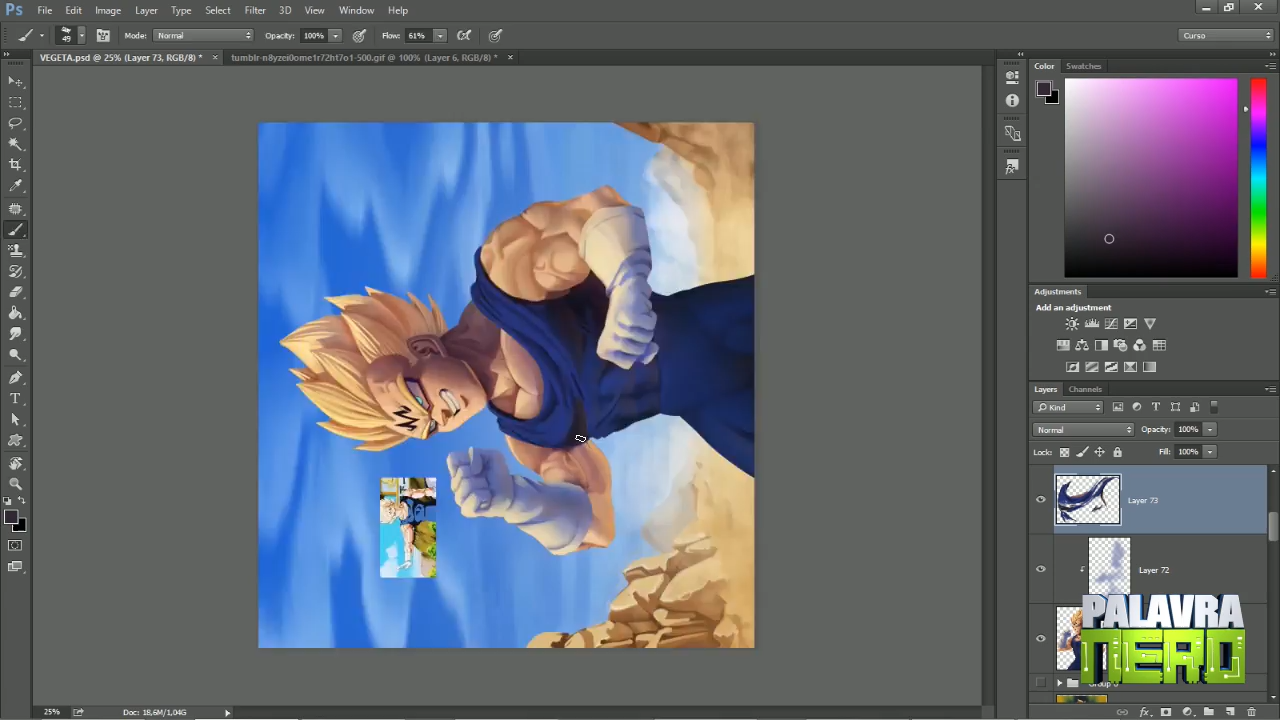 Ps File Edit Image Layer Type Select Filter 3D View Window Help
49 Mode: Normal Opacity: 100% Flow: 61% Curso
VEGETA.psd @ 25% (Layer 73, RGB/8) * × tumblr-n8yzei0ome1r72ht7o1-500.gif @ 100% (Layer 6, RGB/8) * ×
Color Swatches
Adjustments
Add an adjustment
Layers Channels
Kind
Normal Opacity: 100%
Lock: Fill: 100%
Layer 73
Layer 72
PALAVRA
NERD
25% Doc: 18,6M/1,04G